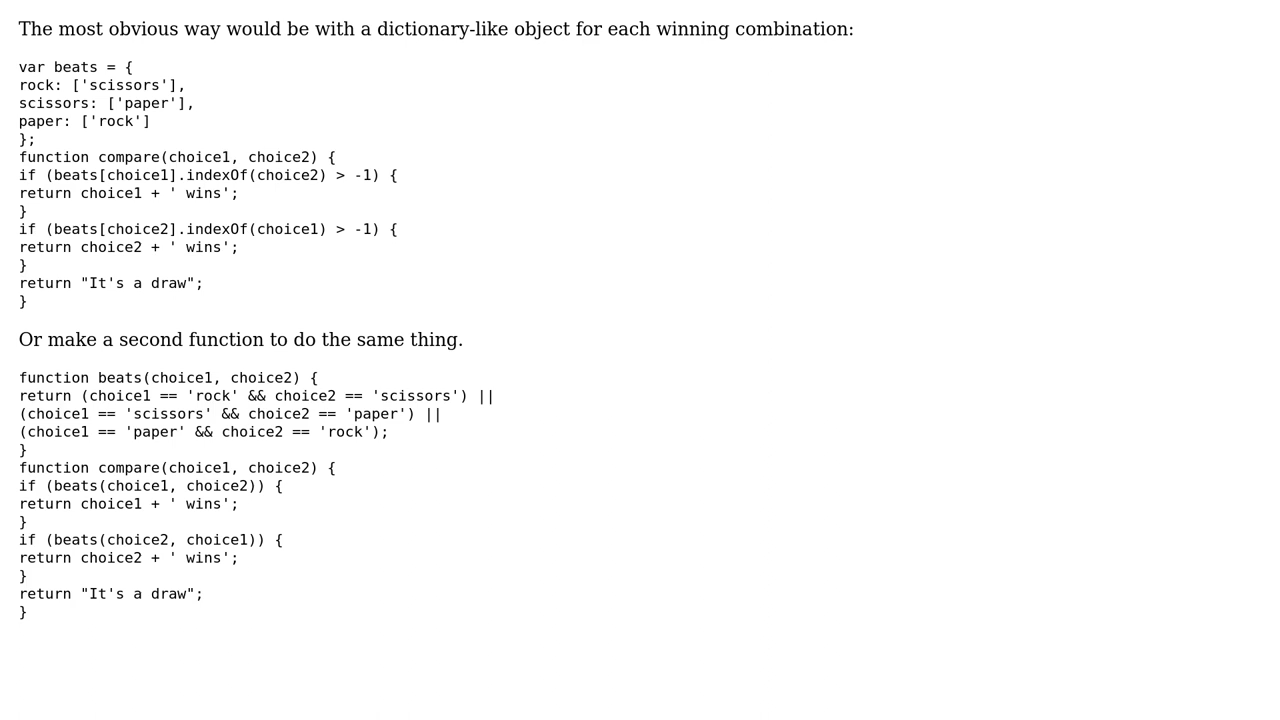 The most obvious way would be with a dictionary-like object for each winning combination:
var beats = {
rock: ['scissors'],
scissors: ['paper'],
paper: ['rock']
};
function compare(choice1, choice2) {
if (beats[choice1].indexOf(choice2) > -1) {
return choice1 + ' wins';
}
if (beats[choice2].indexOf(choice1) > -1) {
return choice2 + ' wins';
}
return "It's a draw";
}
Or make a second function to do the same thing.
function beats(choice1, choice2) {
return (choice1 == 'rock' && choice2 == 'scissors') ||
(choice1 == 'scissors' && choice2 == 'paper') ||
(choice1 == 'paper' && choice2 == 'rock');
}
function compare(choice1, choice2) {
if (beats(choice1, choice2)) {
return choice1 + ' wins';
}
if (beats(choice2, choice1)) {
return choice2 + ' wins';
}
return "It's a draw";
}